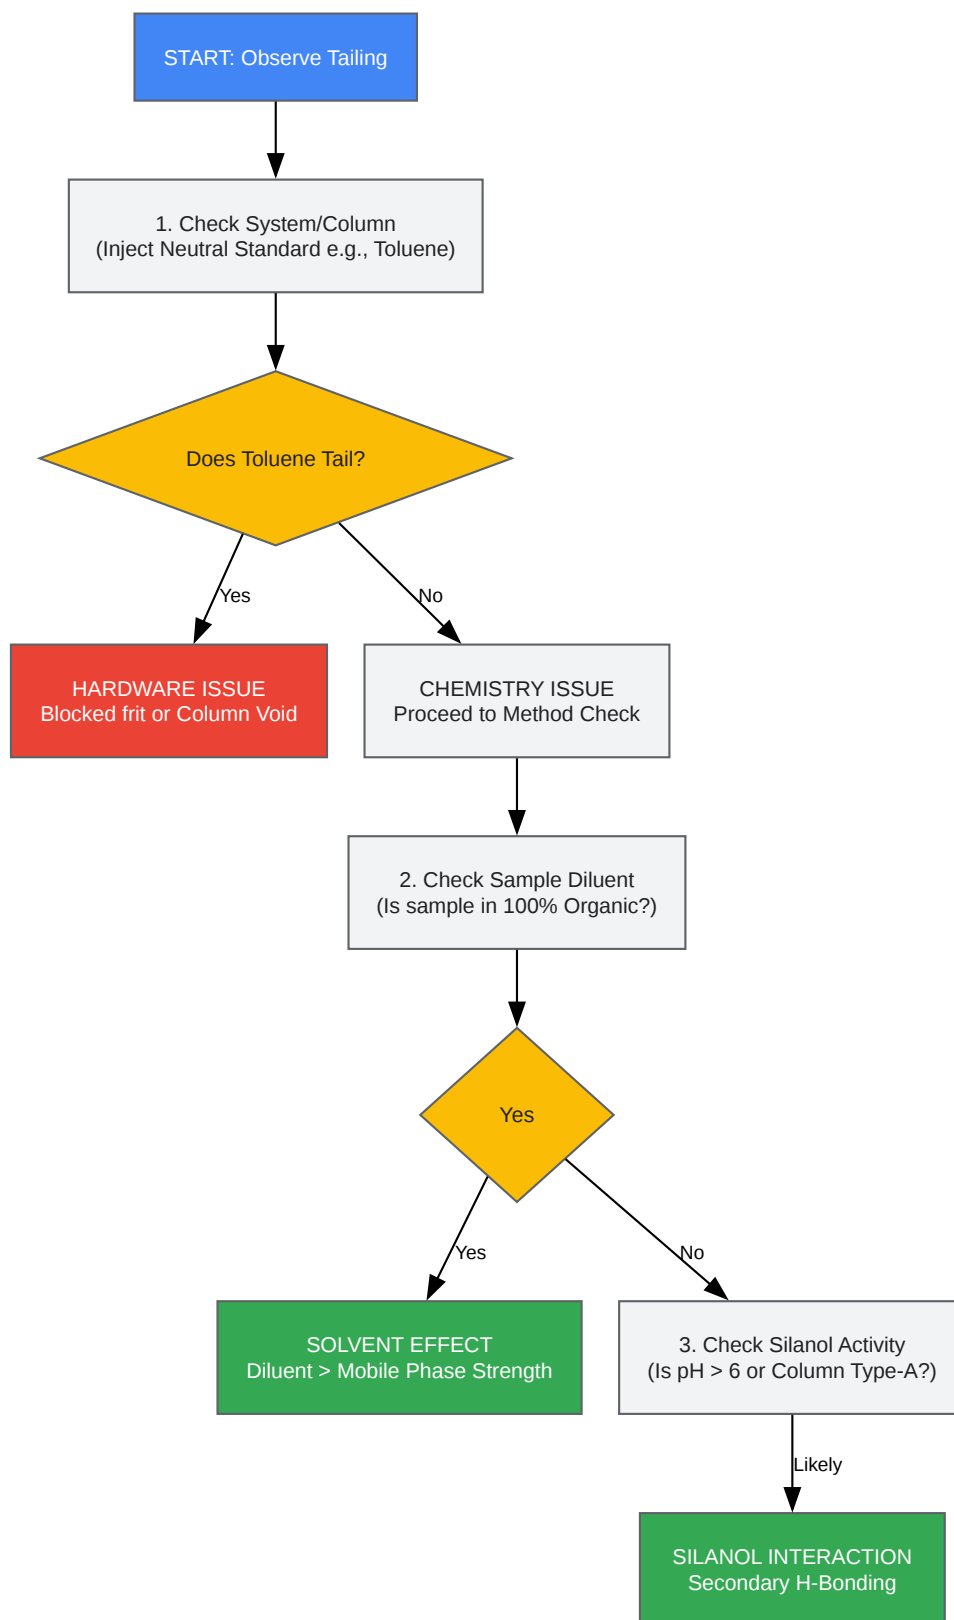 START: Observe Tailing
1. Check System/Column
(Inject Neutral Standard e.g., Toluene)
Does Toluene Tail?
Yes
No
HARDWARE ISSUE
Blocked frit or Column Void
CHEMISTRY ISSUE
Proceed to Method Check
2. Check Sample Diluent
(Is sample in 100% Organic?)
Yes
Yes
No
SOLVENT EFFECT
Diluent > Mobile Phase Strength
3. Check Silanol Activity
(Is pH > 6 or Column Type-A?)
Likely
SILANOL INTERACTION
Secondary H-Bonding